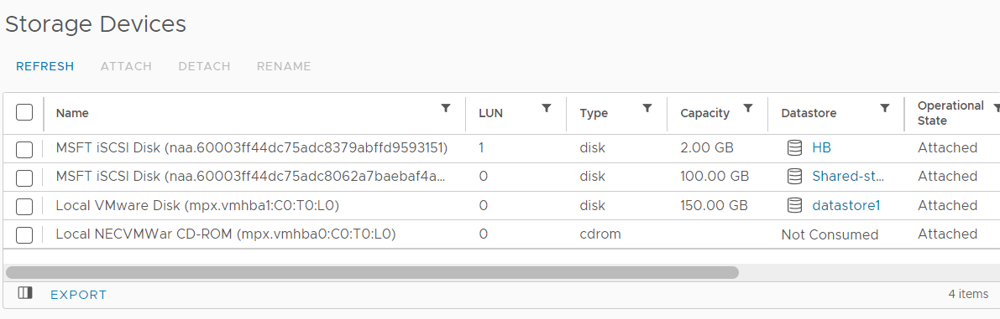 Storage Devices
REFRESH ATTACH DETACH RENAME
Name LUN Type Capacity Datastore Operational State
MSFT iSCSI Disk (naa.60003ff44dc75adc8379abffd9593151) 1 disk 2.00 GB HB Attached
MSFT iSCSI Disk (naa.60003ff44dc75adc8062a7baebaf4a... 0 disk 100.00 GB Shared-st... Attached
Local VMware Disk (mpx.vmhba1:C0:T0:L0) 0 disk 150.00 GB datastore1 Attached
Local NECVMWar CD-ROM (mpx.vmhba0:C0:T0:L0) 0 cdrom Not Consumed Attached
EXPORT 4 items